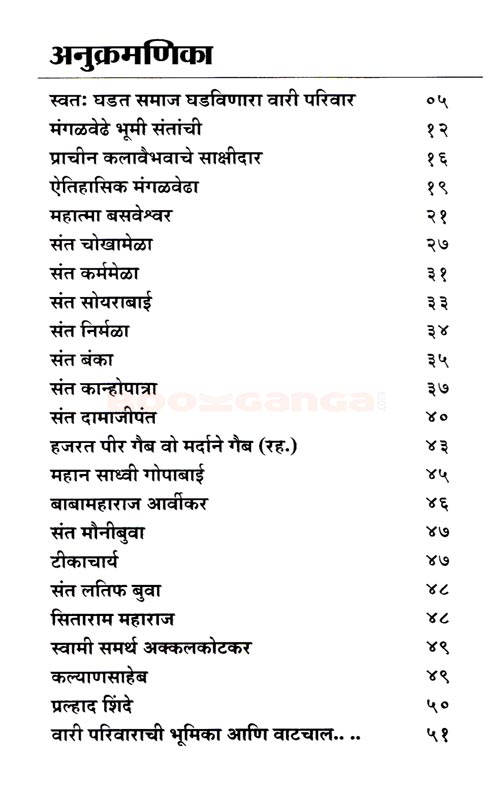 अनुक्रमणिका
स्वतः घडत समाज घडविणारा वारी परिवार ०५
मंगळवेढे भूमी संतांची १२
प्राचीन कलावैभवाचे साक्षीदार १६
ऐतिहासिक मंगळवेढा १९
महात्मा बसवेश्वर २१
संत चोखामेळा २७
संत कर्ममेळा ३१
संत सोयराबाई ३३
संत निर्मळा ३४
संत बंका ३५
संत कान्होपात्रा ३७
संत दामाजीपंत ४०
हजरत पीर गैब वो मर्दाने गैब (रह.) ४३
महान साध्वी गोपाबाई ४५
बाबामहाराज आर्वीकर ४६
संत मौनीबुवा ४७
टीकाचार्य ४७
संत लतिफ बुवा ४८
सिताराम महाराज ४८
स्वामी समर्थ अक्कलकोटकर ४९
कल्याणसाहेब ४९
प्रल्हाद शिंदे ५०
वारी परिवाराची भूमिका आणि वाटचाल.. .. ५१